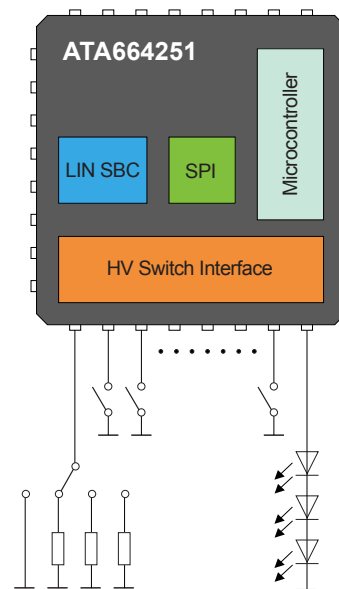 ATA664251
Microcontroller
LIN SBC
SPI
HV Switch Interface